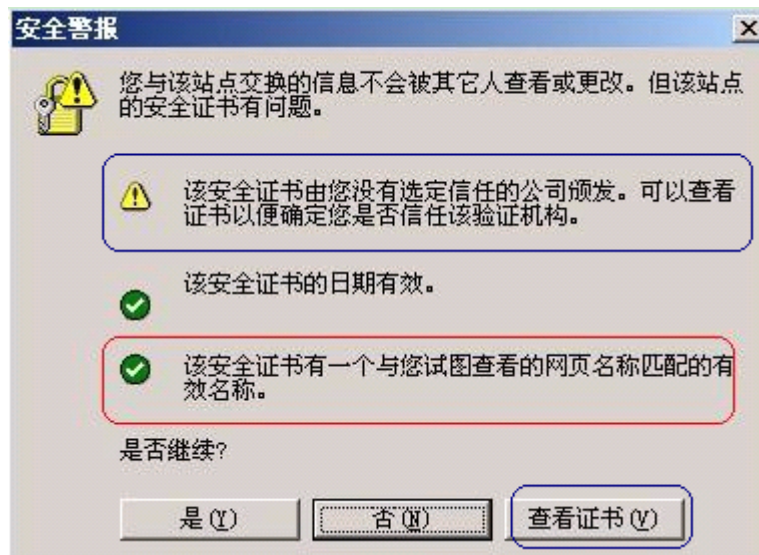 安全警报
您与该站点交换的信息不会被其它人查看或更改。但该站点
的安全证书有问题。
该安全证书由您没有选定信任的公司颁发。可以查看
证书以便确定您是否信任该验证机构。
该安全证书的日期有效。
该安全证书有一个与您试图查看的网页名称匹配的有
效名称。
是否继续?
是(Y) 否(N) 查看证书(V)